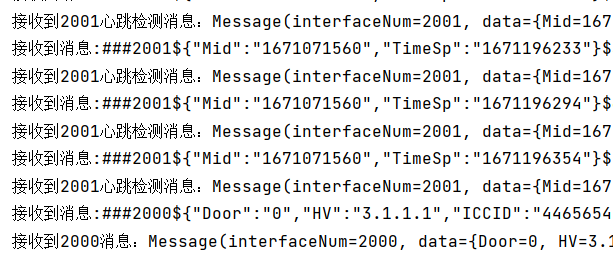 接收到2001心跳检测消息：Message(interfaceNum=2001, data={Mid=167
接收到消息:###2001${"Mid":"1671071560","TimeSp":"1671196233"}$
接收到2001心跳检测消息：Message(interfaceNum=2001, data={Mid=167
接收到消息:###2001${"Mid":"1671071560","TimeSp":"1671196294"}$
接收到2001心跳检测消息：Message(interfaceNum=2001, data={Mid=167
接收到消息:###2001${"Mid":"1671071560","TimeSp":"1671196354"}$
接收到2001心跳检测消息：Message(interfaceNum=2001, data={Mid=167
接收到消息:###2000${"Door":"0","HV":"3.1.1.1","ICCID":"4465654
接收到2000消息：Message(interfaceNum=2000, data={Door=0, HV=3.1